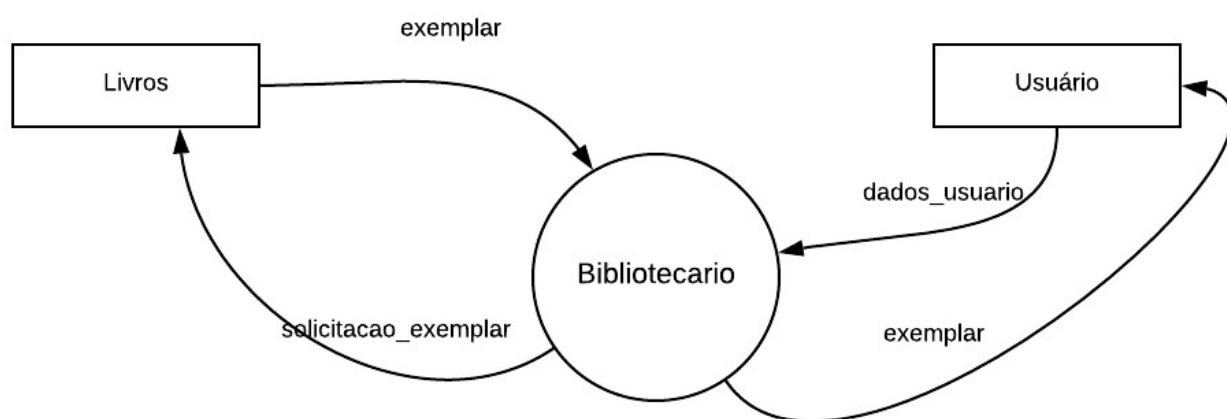 exemplar
Livros
Usuário
dados_usuario
Bibliotecario
solicitacao_exemplar
exemplar